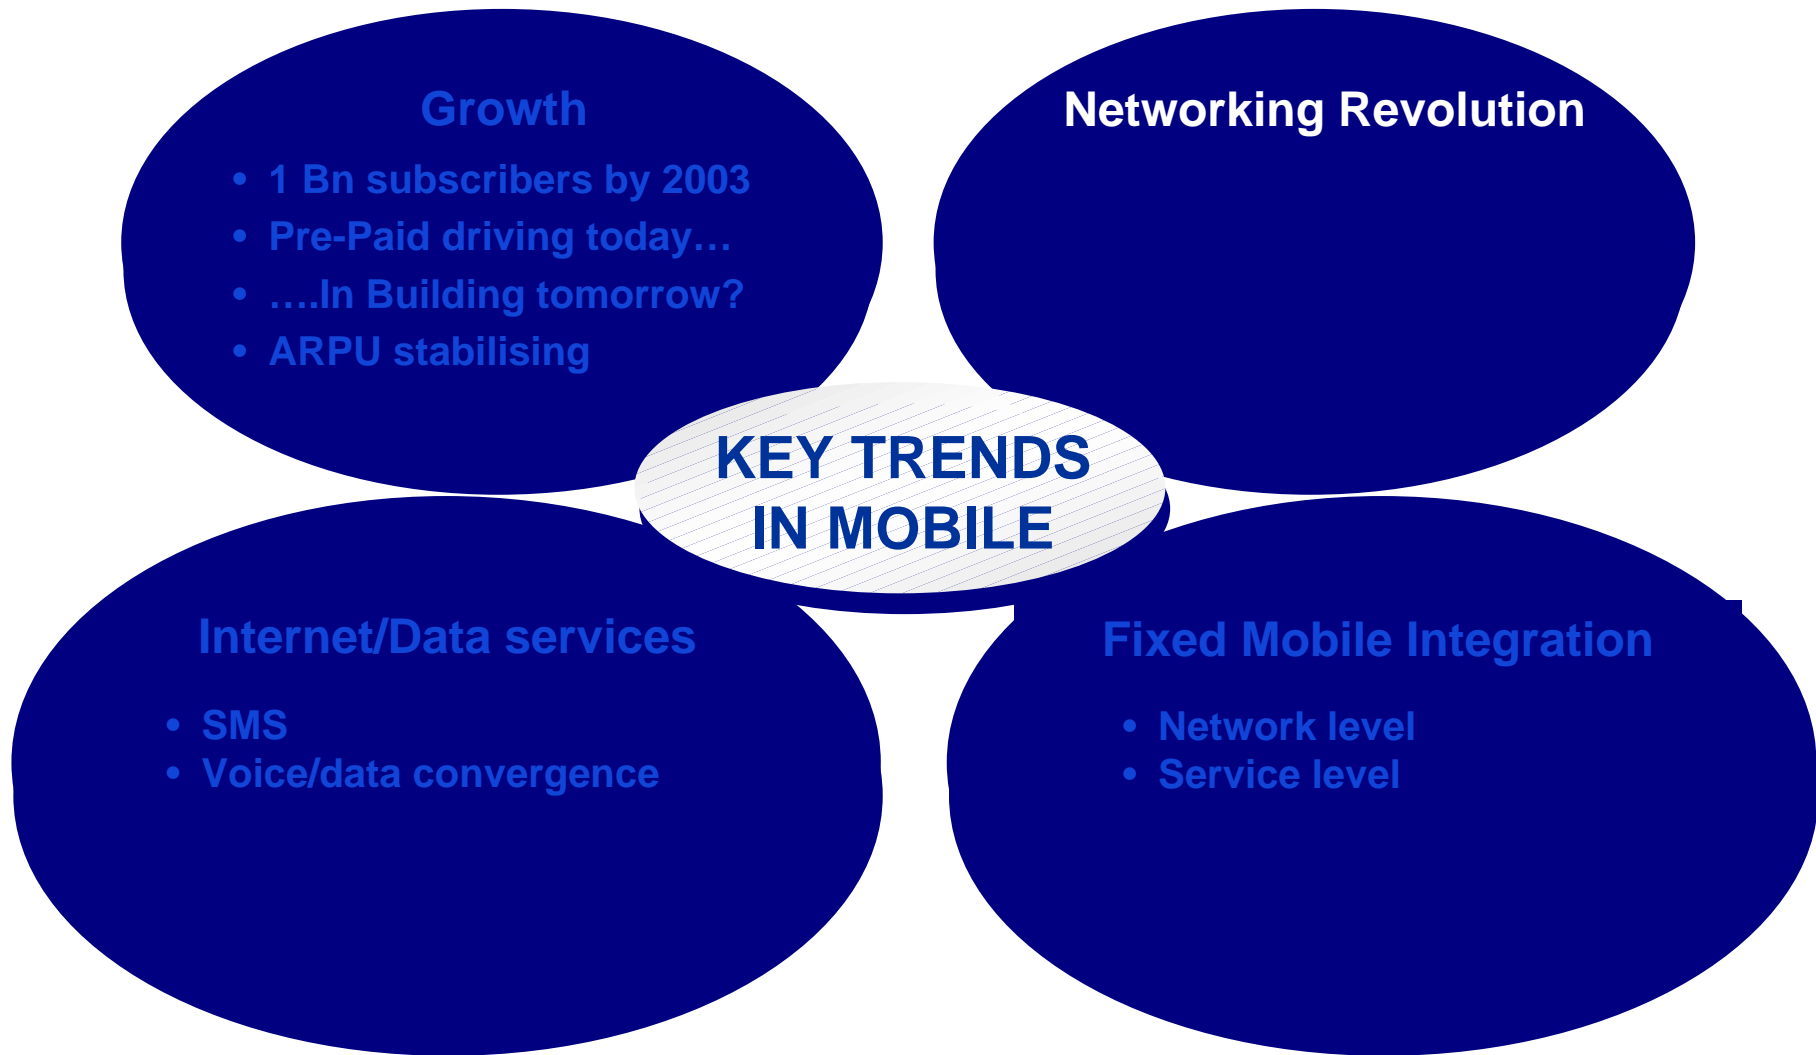 Growth
• 1 Bn subscribers by 2003
• Pre-Paid driving today…
• ….In Building tomorrow?
• ARPU stabilising
Networking Revolution
KEY TRENDS
IN MOBILE
Internet/Data services
• SMS
• Voice/data convergence
Fixed Mobile Integration
• Network level
• Service level